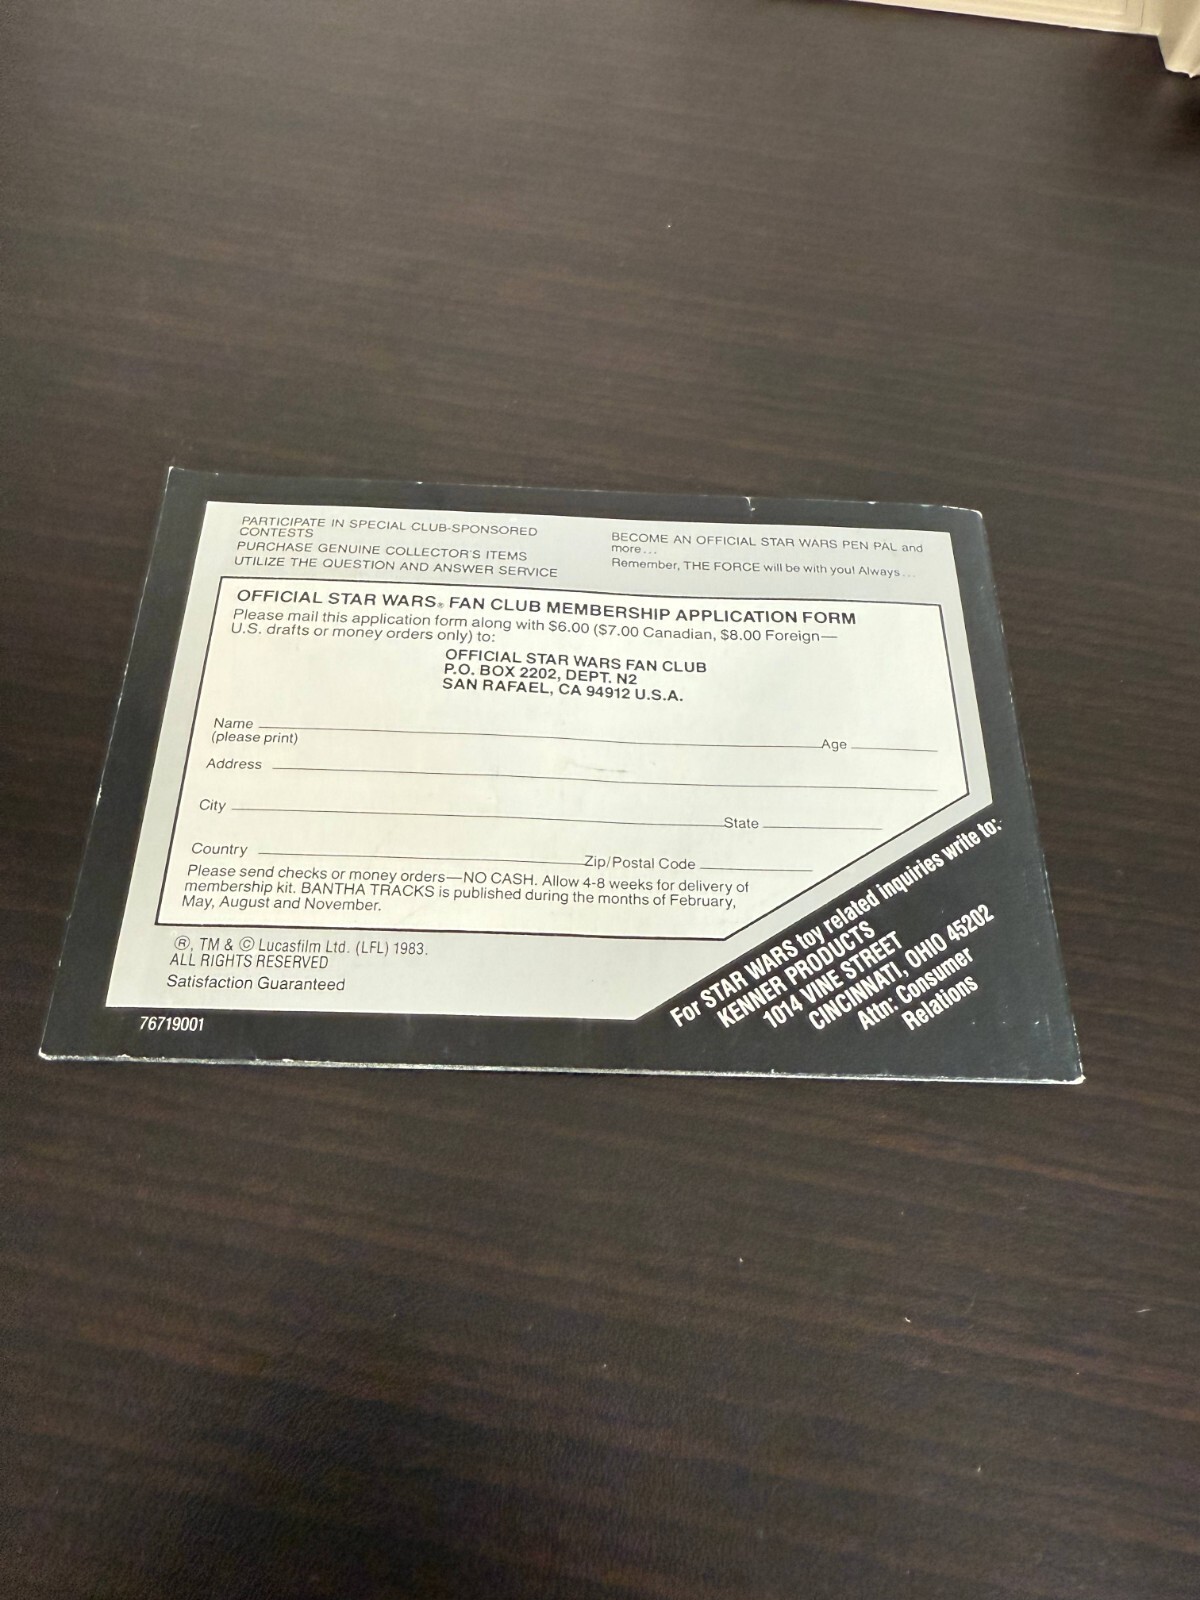 PARTICIPATE IN SPECIAL CLUB-SPONSORED
CONTESTS
PURCHASE GENUINE COLLECTOR'S ITEMS
UTILIZE THE QUESTION AND ANSWER SERVICE
BECOME AN OFFICIAL STAR WARS PEN PAL and
more...
Remember, THE FORCE will be with you! Always...
OFFICIAL STAR WARS® FAN CLUB MEMBERSHIP APPLICATION FORM
Please mail this application form along with $6.00 ($7.00 Canadian, $8.00 Foreign—
U.S. drafts or money orders only) to:
OFFICIAL STAR WARS FAN CLUB
P.O. BOX 2202, DEPT. N2
SAN RAFAEL, CA 94912 U.S.A.
Name Age
(please print)
Address
City State
Country Zip/Postal Code
Please send checks or money orders—NO CASH. Allow 4-8 weeks for delivery of
membership kit. BANTHA TRACKS is published during the months of February,
May, August and November.
®, TM & © Lucasfilm Ltd. (LFL) 1983.
ALL RIGHTS RESERVED
Satisfaction Guaranteed
76719001
For STAR WARS toy related inquiries write to:
KENNER PRODUCTS
1014 VINE STREET
CINCINNATI, OHIO 45202
Attn: Consumer
Relations